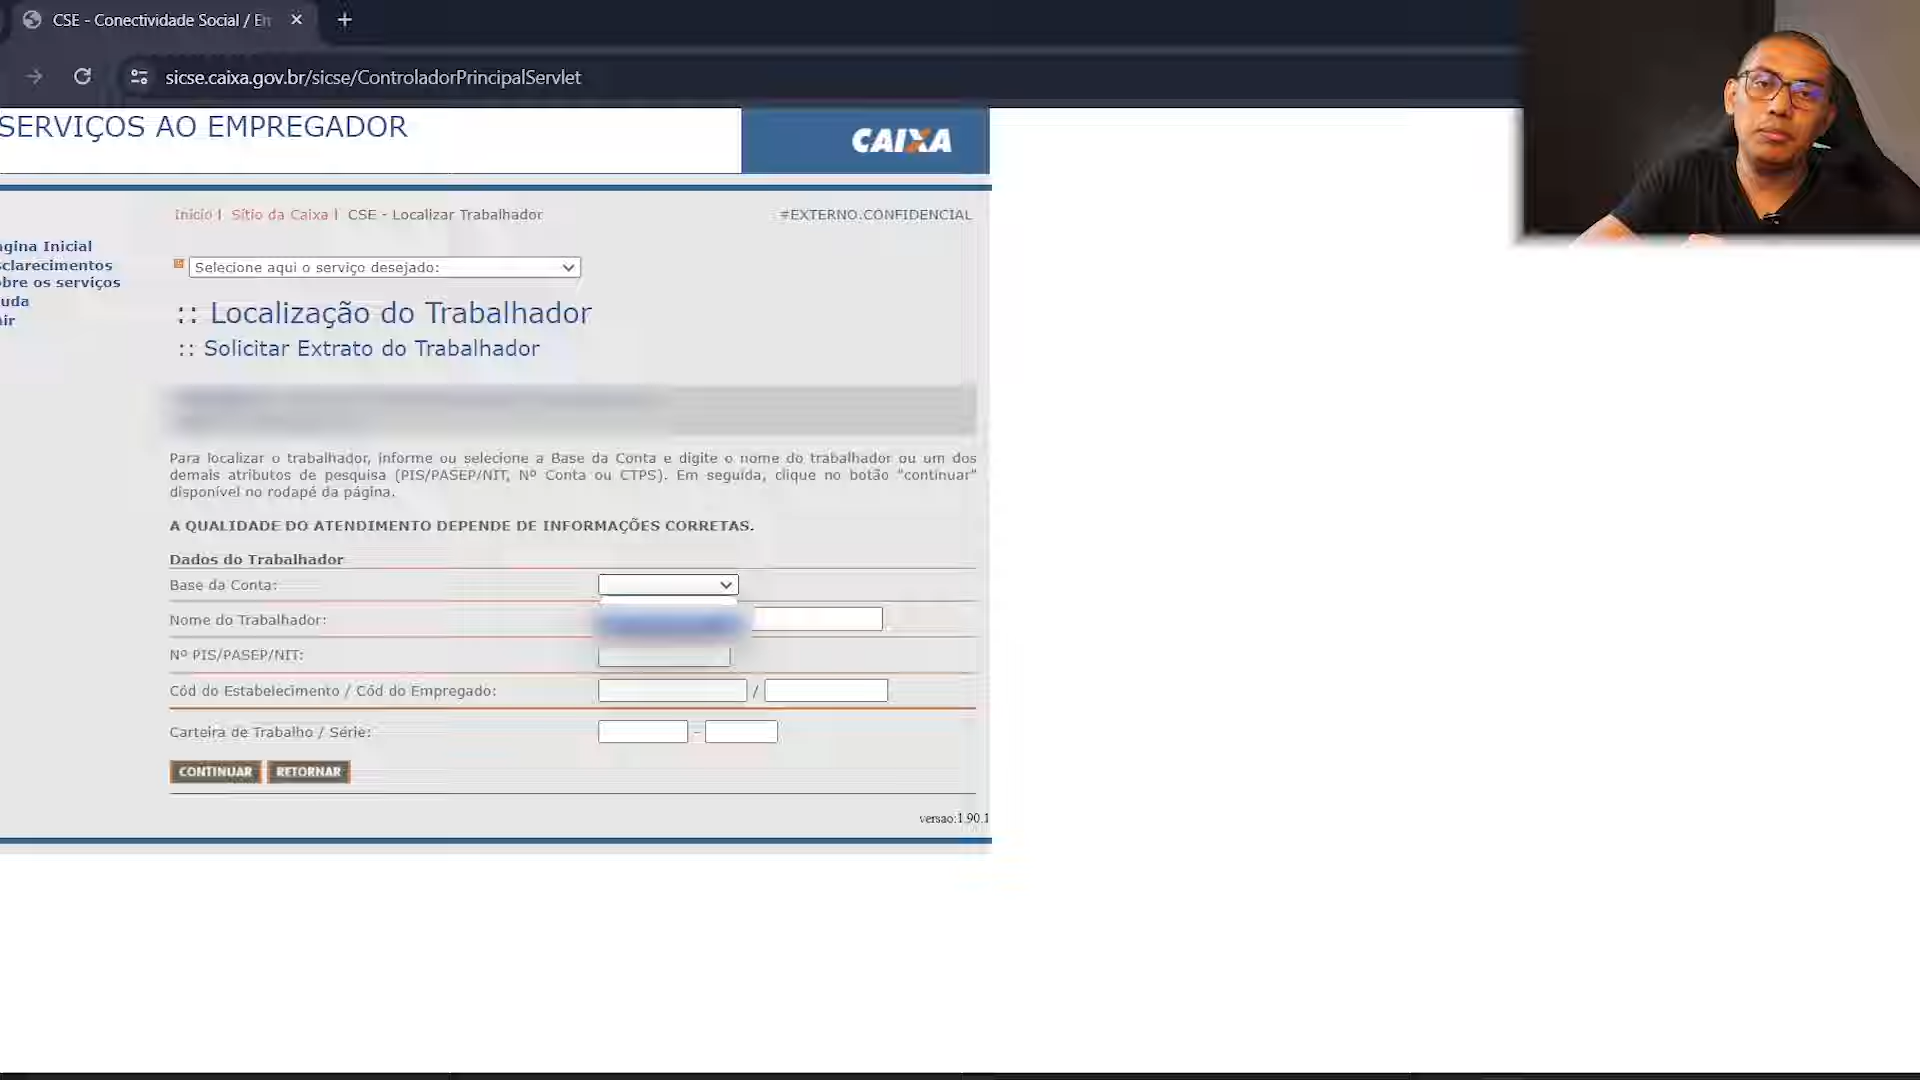 CSE - Conectividade Social / Em
sicse.caixa.gov.br/sicse/ControladorPrincipalServlet
SERVIÇOS AO EMPREGADOR
CAIXA
Início | Sítio da Caixa | CSE - Localizar Trabalhador
#EXTERNO.CONFIDENCIAL
agina Inicial
sclarecimentos
obre os serviços
uda
air
Selecione aqui o serviço desejado:
:: Localização do Trabalhador
:: Solicitar Extrato do Trabalhador
Para localizar o trabalhador, informe ou selecione a Base da Conta e digite o nome do trabalhador ou um dos
demais atributos de pesquisa (PIS/PASEP/NIT, Nº Conta ou CTPS). Em seguida, clique no botão "continuar"
disponível no rodapé da página.
A QUALIDADE DO ATENDIMENTO DEPENDE DE INFORMAÇÕES CORRETAS.
Dados do Trabalhador
Base da Conta:
Nome do Trabalhador:
Nº PIS/PASEP/NIT:
Cód do Estabelecimento / Cód do Empregado:
/
Carteira de Trabalho / Série:
-
CONTINUAR RETORNAR
versao:1.90.1